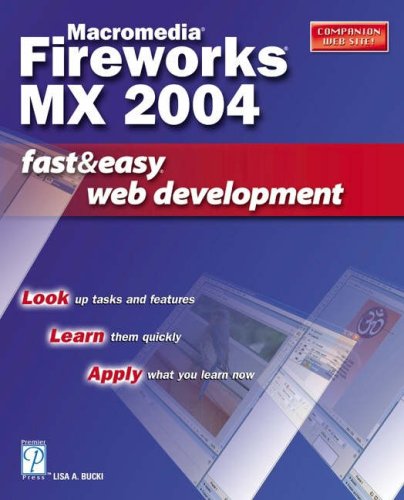 Macromedia®
Fireworks®
MX 2004
COMPANION
WEB SITE!
fast&easy®
web development
Look up tasks and features
Learn them quickly
Apply what you learn now
Premier
P
Press™
LISA A. BUCKI